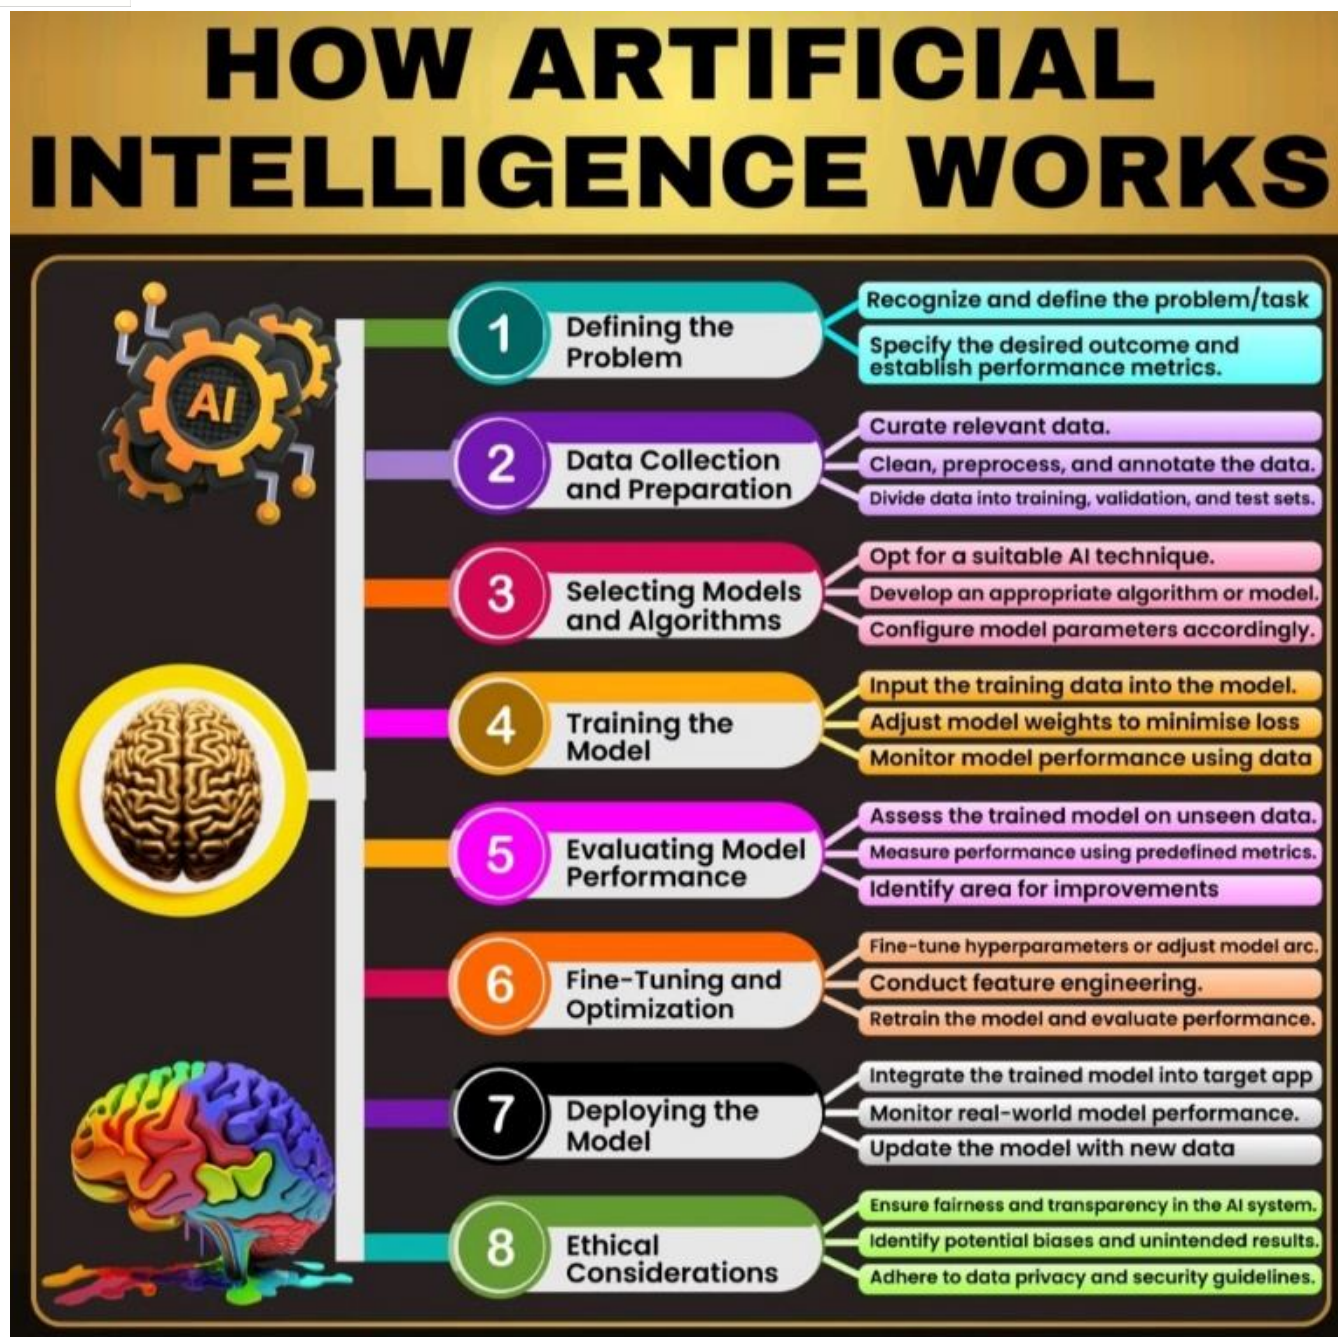 HOW ARTIFICIAL
INTELLIGENCE WORKS
AI
1
Defining the
Problem
Recognize and define the problem/task
Specify the desired outcome and
establish performance metrics.
2
Data Collection
and Preparation
Curate relevant data.
Clean, preprocess, and annotate the data.
Divide data into training, validation, and test sets.
3
Selecting Models
and Algorithms
Opt for a suitable AI technique.
Develop an appropriate algorithm or model.
Configure model parameters accordingly.
4
Training the
Model
Input the training data into the model.
Adjust model weights to minimise loss
Monitor model performance using data
5
Evaluating Model
Performance
Assess the trained model on unseen data.
Measure performance using predefined metrics.
Identify area for improvements
6
Fine-Tuning and
Optimization
Fine-tune hyperparameters or adjust model arc.
Conduct feature engineering.
Retrain the model and evaluate performance.
7
Deploying the
Model
Integrate the trained model into target app
Monitor real-world model performance.
Update the model with new data
8
Ethical
Considerations
Ensure fairness and transparency in the AI system.
Identify potential biases and unintended results.
Adhere to data privacy and security guidelines.